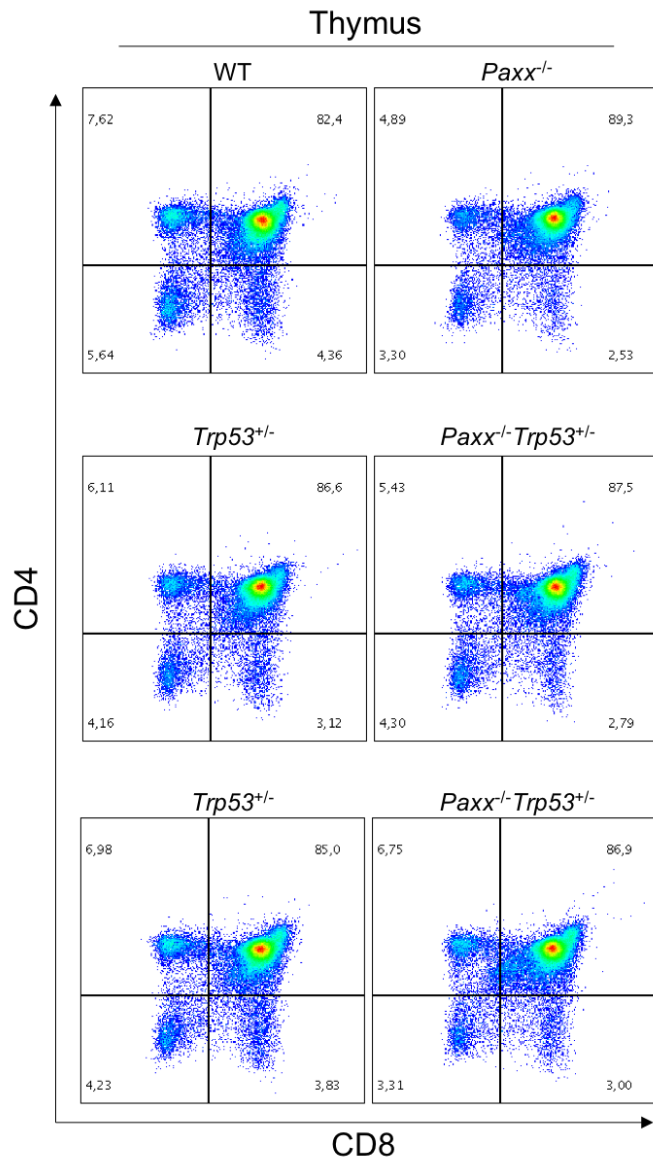 Thymus
WT
Paxx-/-
7,62
82,4
4,89
89,3
5,64
4,36
3,30
2,53
Trp53+/-
Paxx-/-Trp53+/-
6,11
86,6
5,43
87,5
4,16
3,12
4,30
2,79
CD4
Trp53+/-
Paxx-/-Trp53+/-
6,98
85,0
6,75
86,9
4,23
3,83
3,31
3,00
CD8